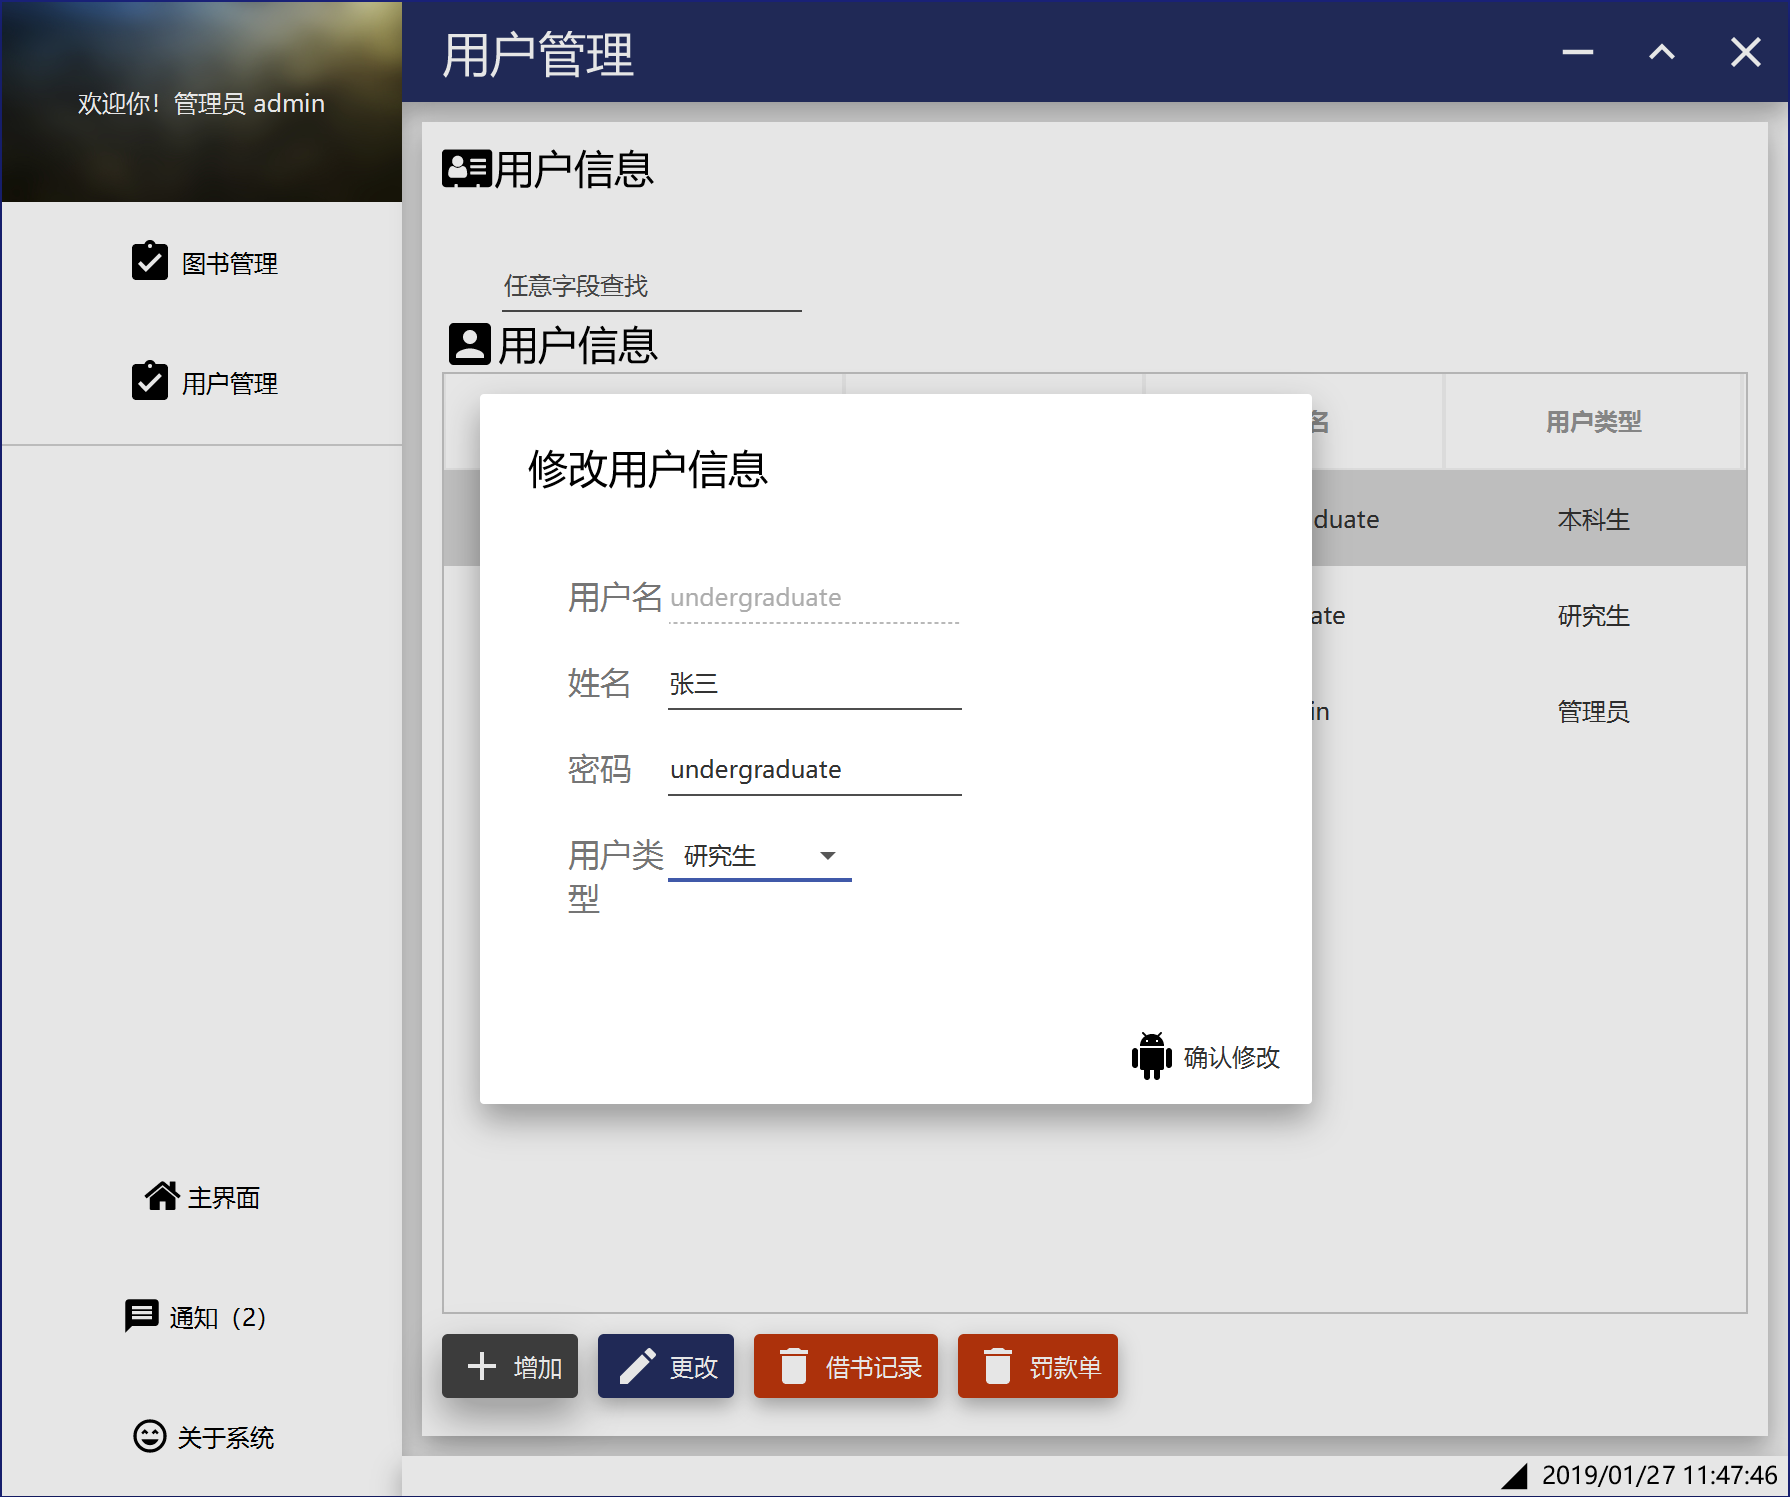 欢迎你！管理员 admin
图书管理
用户管理
主界面
通知（2）
关于系统
用户管理
用户信息
任意字段查找
用户信息
名
用户类型
duate
本科生
ate
研究生
in
管理员
修改用户信息
用户名 undergraduate
姓名 张三
密码 undergraduate
用户类 研究生
型
确认修改
增加
更改
借书记录
罚款单
2019/01/27 11:47:46